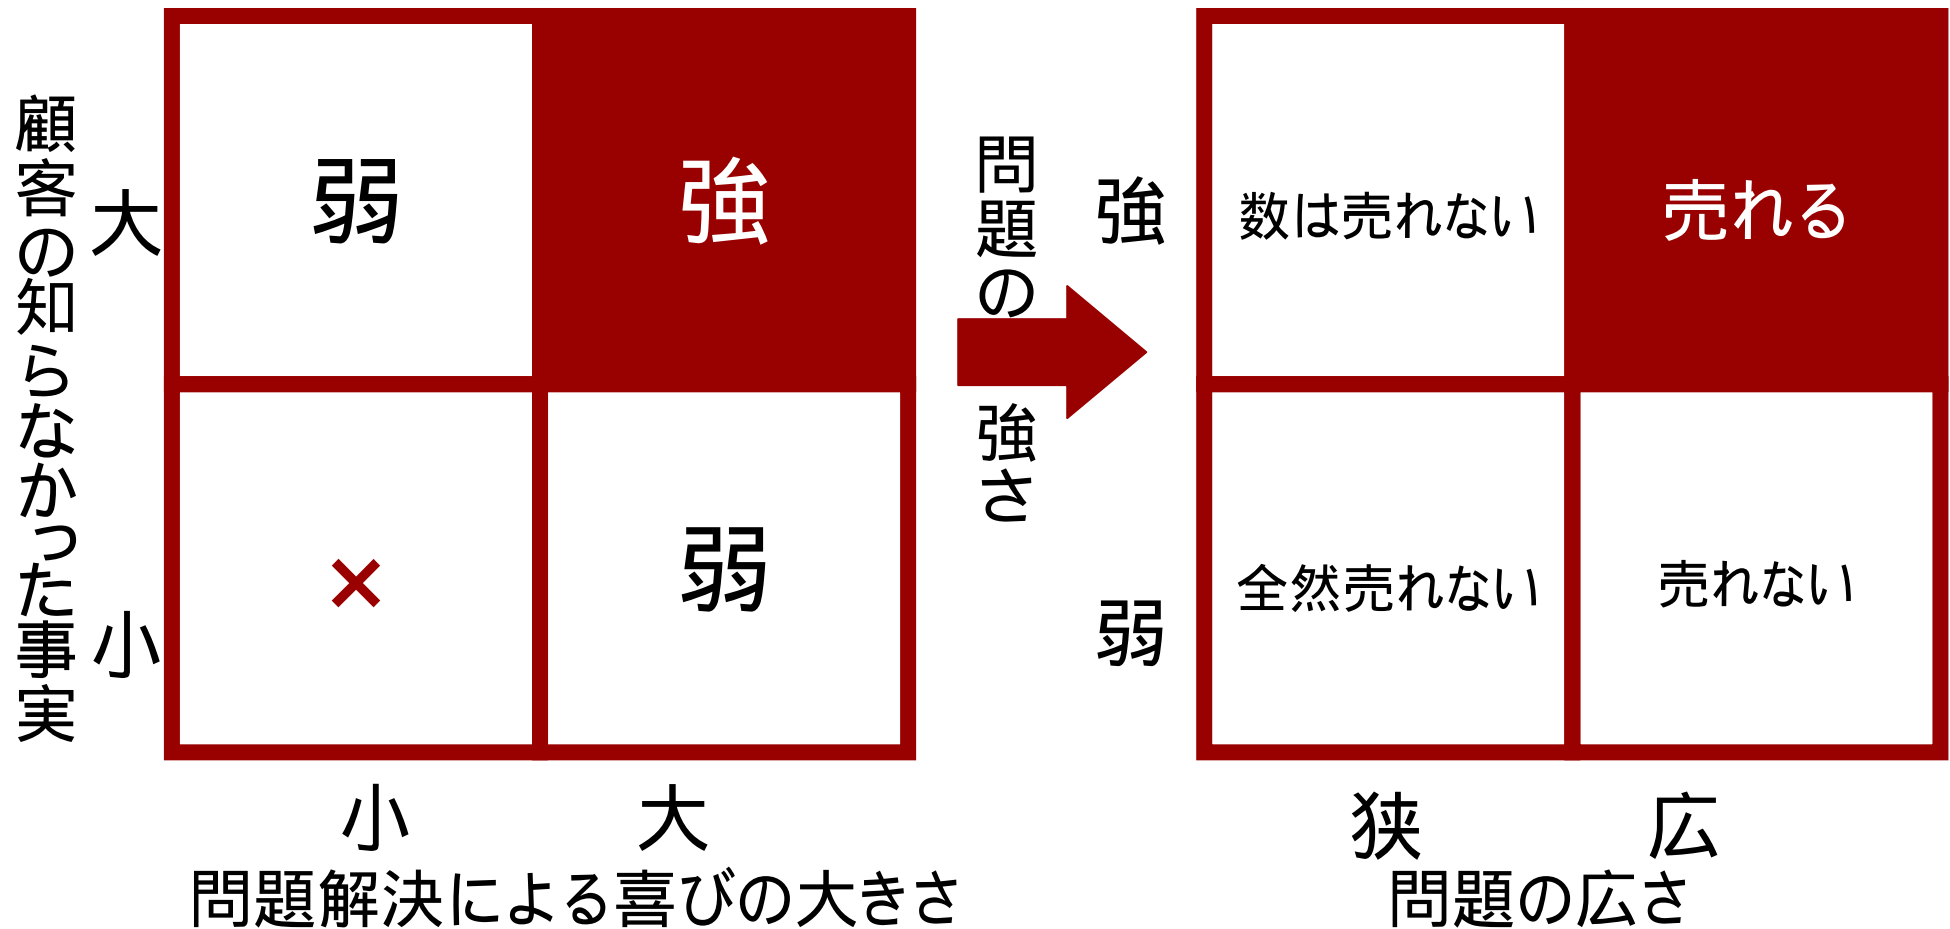 顧客の知らなかった事実
大
小
弱
強
×
弱
小
大
問題解決による喜びの大きさ
問題の強さ
強
弱
数は売れない
売れる
全然売れない
売れない
狭
広
問題の広さ